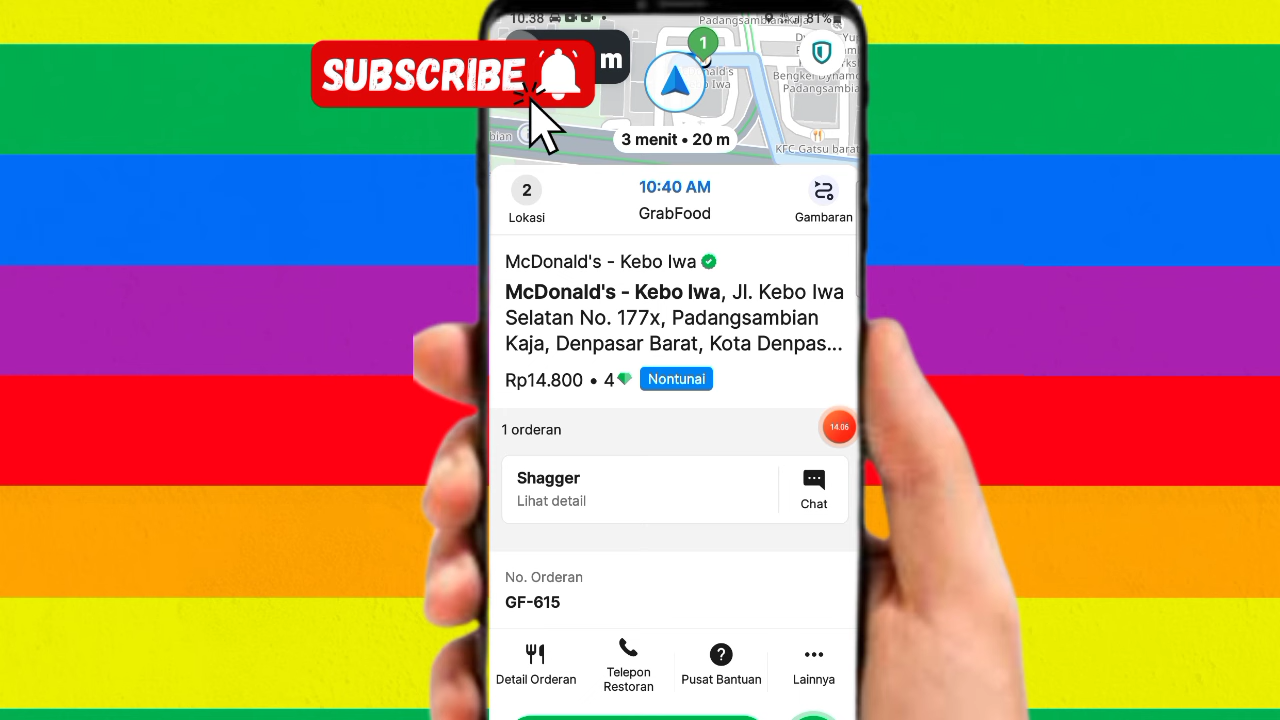 10.38
81%
Padangsambian Kaja
SUBSCRIBE
m
1
Bengkel Dynamo
Padangsambia
3 menit • 20 m
KFC Gatsu barat
bian
2
10:40 AM
Lokasi
GrabFood
Gambaran
McDonald's - Kebo Iwa
McDonald's - Kebo Iwa, Jl. Kebo Iwa
Selatan No. 177x, Padangsambian
Kaja, Denpasar Barat, Kota Denpas...
Rp14.800 • 4 Nontunai
1 orderan
14.06
Shagger
Lihat detail
Chat
No. Orderan
GF-615
Detail Orderan
Telepon
Restoran
Pusat Bantuan
Lainnya